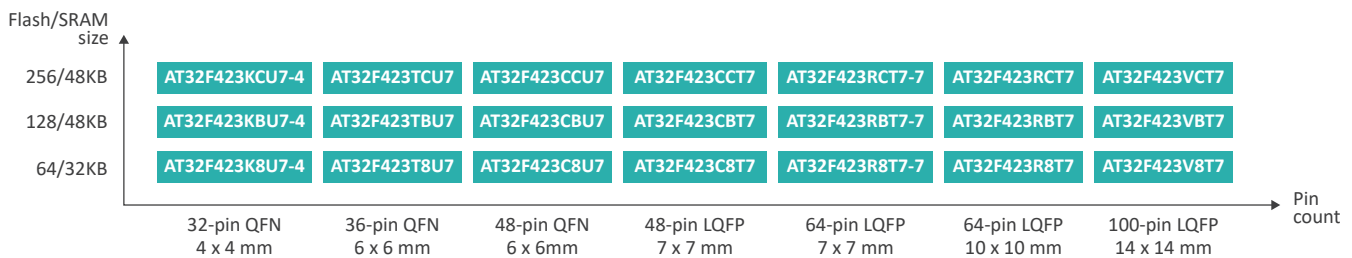 Flash/SRAM
size
256/48KB AT32F423KCU7-4 AT32F423TCU7 AT32F423CCU7 AT32F423CCT7 AT32F423RCT7-7 AT32F423RCT7 AT32F423VCT7
128/48KB AT32F423KBU7-4 AT32F423TBU7 AT32F423CBU7 AT32F423CBT7 AT32F423RBT7-7 AT32F423RBT7 AT32F423VBT7
64/32KB AT32F423K8U7-4 AT32F423T8U7 AT32F423C8U7 AT32F423C8T7 AT32F423R8T7-7 AT32F423R8T7 AT32F423V8T7
Pin
count
32-pin QFN 36-pin QFN 48-pin QFN 48-pin LQFP 64-pin LQFP 64-pin LQFP 100-pin LQFP
4 x 4 mm 6 x 6 mm 6 x 6mm 7 x 7 mm 7 x 7 mm 10 x 10 mm 14 x 14 mm